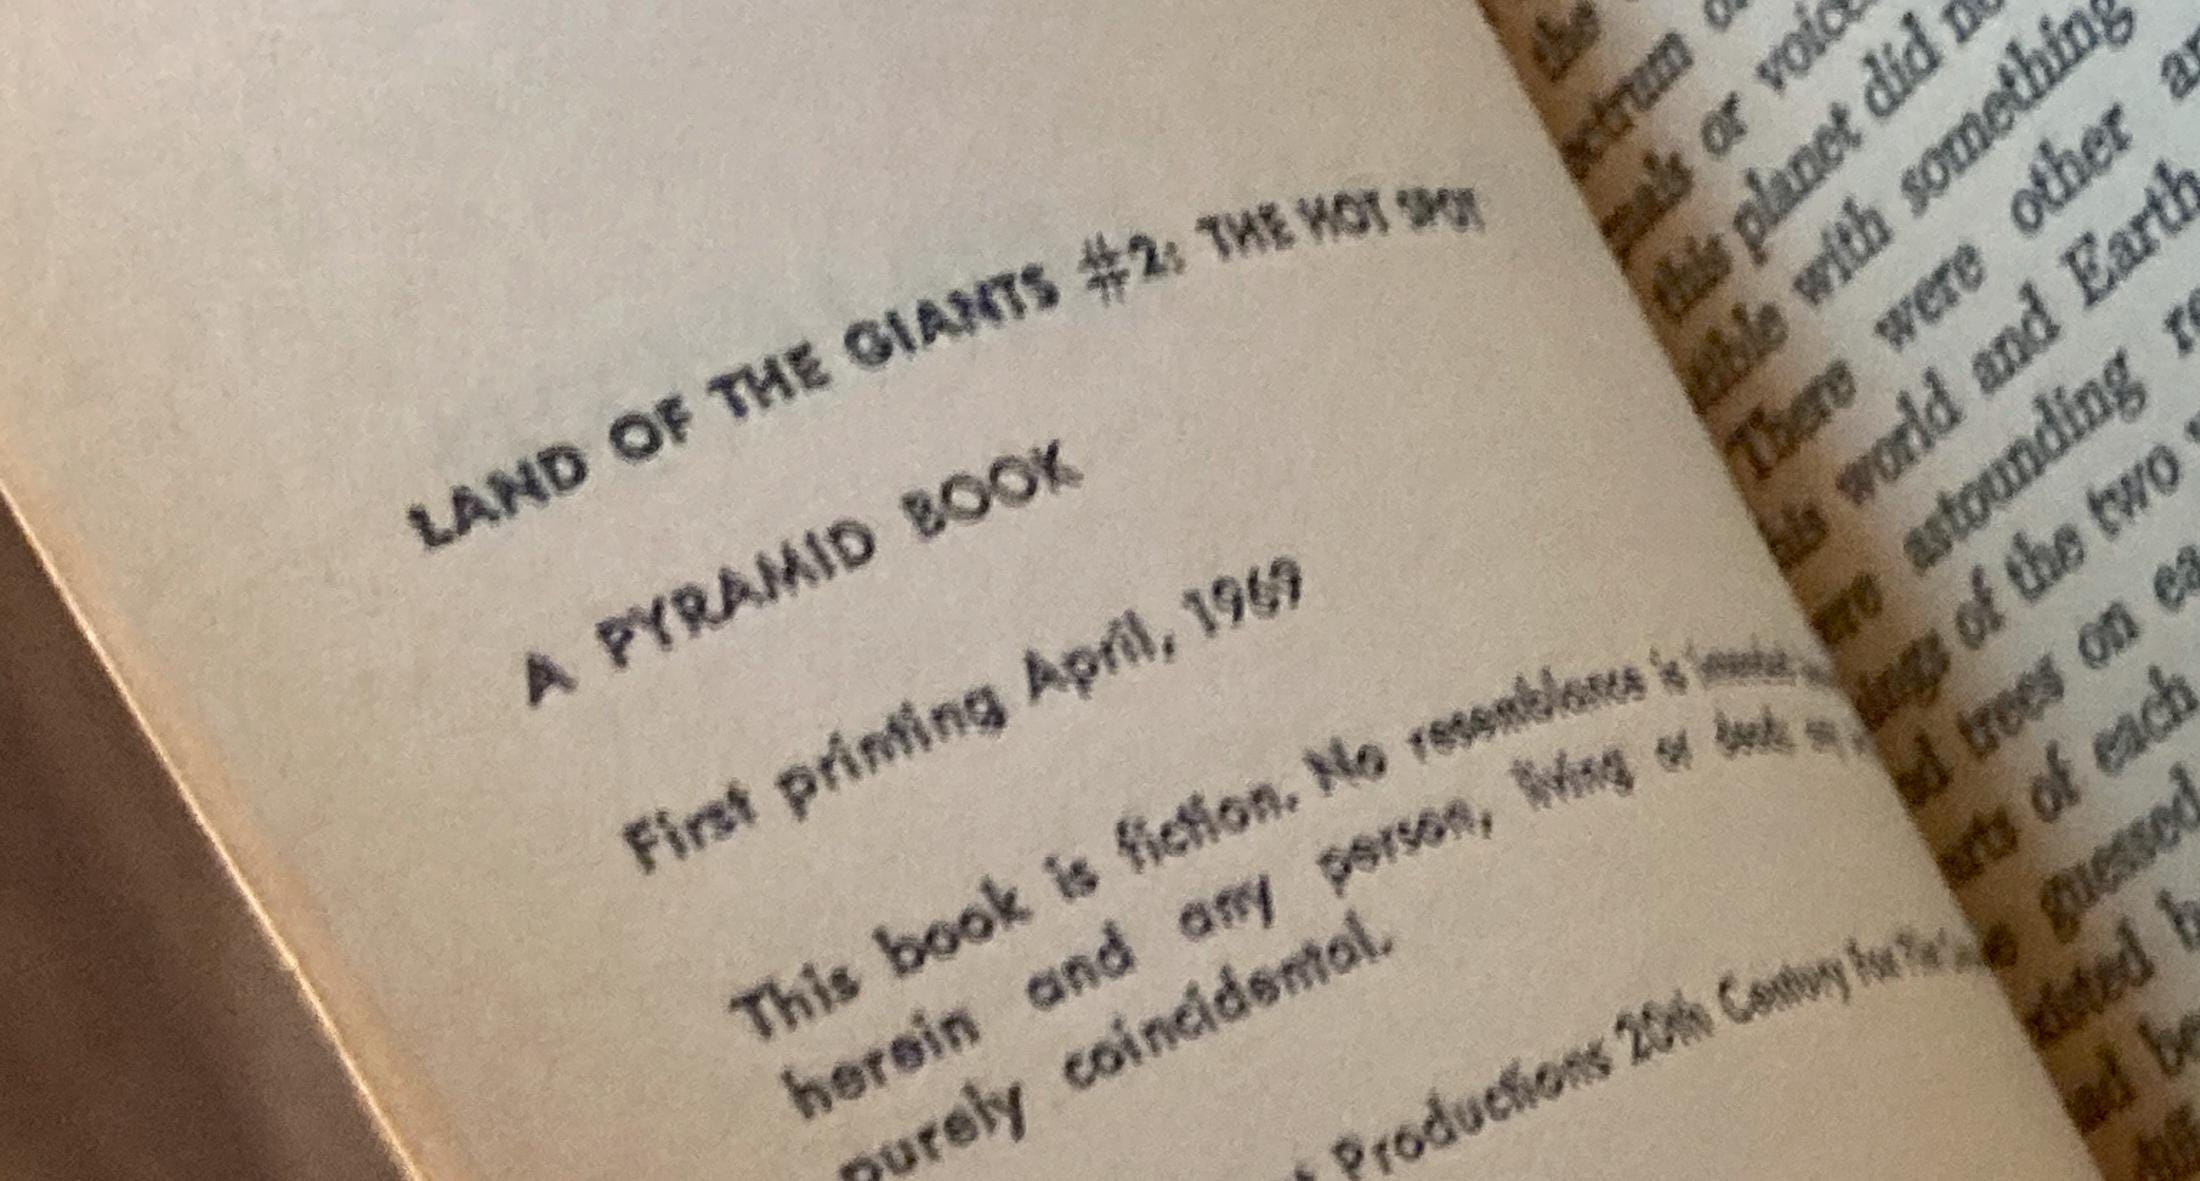 LAND OF THE GIANTS #2: THE HOT SPOT
A PYRAMID BOOK
First printing April, 1969
This book is fiction. No resemblance is
herein and any person, living or
purely coincidental.
Productions 20th Century Fox
the
or voice
this planet did
with something
There were other
world and Earth
astounding
of the two
trees on
of each
guessed